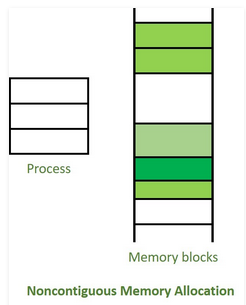 Process
Memory blocks
Noncontiguous Memory Allocation